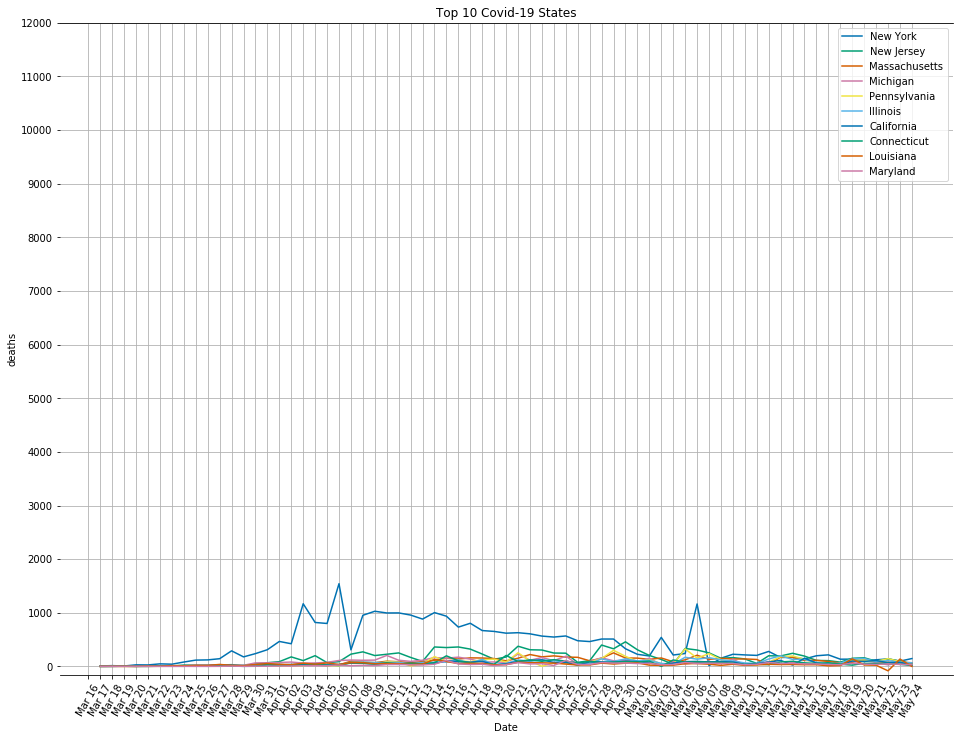 Top 10 Covid-19 States
12000
11000
10000
9000
8000
7000
6000
5000
4000
3000
2000
1000
0
deaths
New York
New Jersey
Massachusetts
Michigan
Pennsylvania
Illinois
California
Connecticut
Louisiana
Maryland
Mar 16
Mar 17
Mar 18
Mar 19
Mar 20
Mar 21
Mar 22
Mar 23
Mar 24
Mar 25
Mar 26
Mar 27
Mar 28
Mar 29
Mar 30
Mar 31
Apr 01
Apr 02
Apr 03
Apr 04
Apr 05
Apr 06
Apr 07
Apr 08
Apr 09
Apr 10
Apr 11
Apr 12
Apr 13
Apr 14
Apr 15
Apr 16
Apr 17
Apr 18
Apr 19
Apr 20
Apr 21
Apr 22
Apr 23
Apr 24
Apr 25
Apr 26
Apr 27
Apr 28
Apr 29
Apr 30
May 01
May 02
May 03
May 04
May 05
May 06
May 07
May 08
May 09
May 10
May 11
May 12
May 13
May 14
May 15
May 16
May 17
May 18
May 19
May 20
May 21
May 22
May 23
May 24
Date